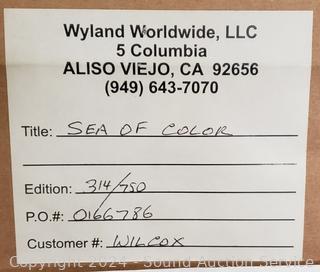 Wyland Worldwide, LLC
5 Columbia
ALISO VIEJO, CA 92656
(949) 643-7070
Title: SEA OF COLOR
Edition: 314/750
P.O.#: 0166786
Customer #: WILCOX
Copyright 2024 - Sound Auction Service